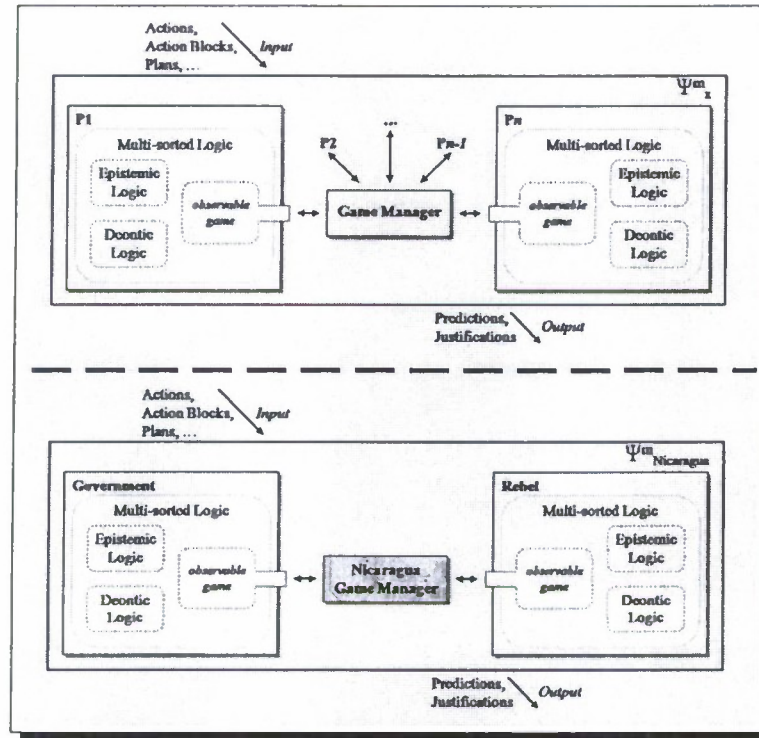 Actions,
Action Blocks,
Plans, ...
Input
Ψm x
P1
Multi-sorted Logic
Epistemic
Logic
Deontic
Logic
observable
game
...
P2
Pn-1
Game Manager
Pn
Multi-sorted Logic
observable
game
Epistemic
Logic
Deontic
Logic
Predictions,
Justifications
Output
Actions,
Action Blocks,
Plans, ...
Input
Ψm Nicaragua
Government
Multi-sorted Logic
Epistemic
Logic
Deontic
Logic
observable
game
Nicaragua
Game Manager
Rebel
Multi-sorted Logic
observable
game
Epistemic
Logic
Deontic
Logic
Predictions,
Justifications
Output